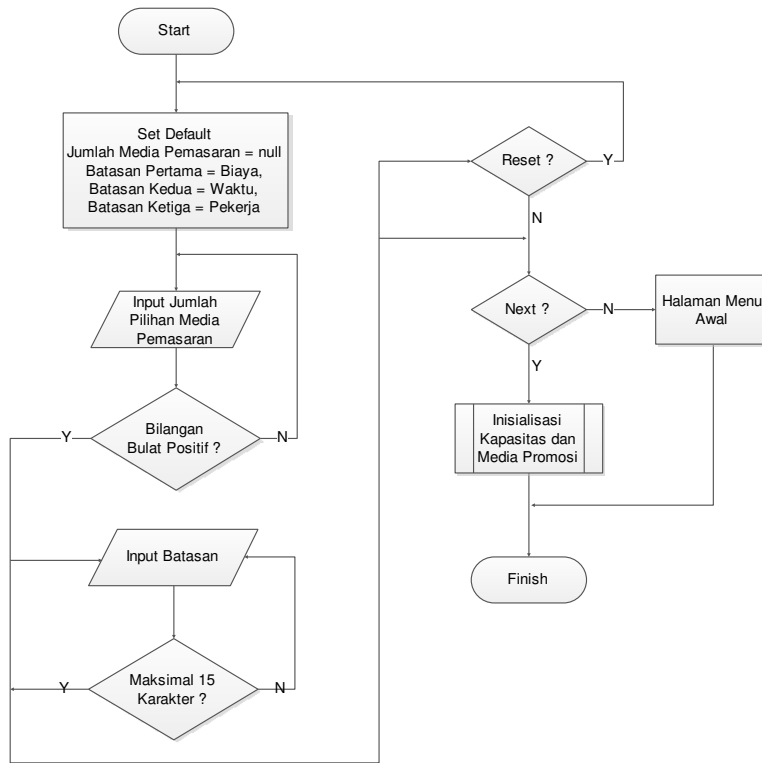 Start
Set Default
Jumlah Media Pemasaran = null
Batasan Pertama = Biaya,
Batasan Kedua = Waktu,
Batasan Ketiga = Pekerja
Input Jumlah
Pilihan Media
Pemasaran
Bilangan
Bulat Positif ?
Y
N
Input Batasan
Maksimal 15
Karakter ?
Y
N
Reset ?
Y
N
Next ?
N
Y
Halaman Menu
Awal
Inisialisasi
Kapasitas dan
Media Promosi
Finish